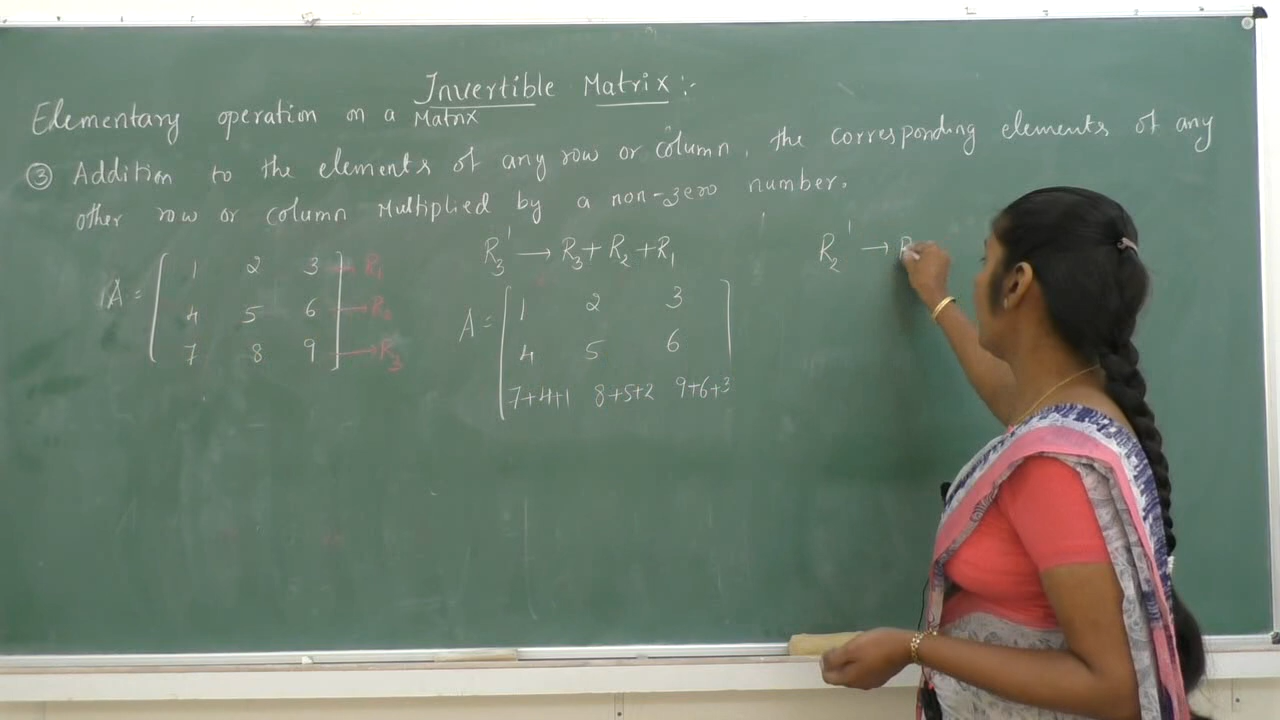 Invertible Matrix :-
Elementary operation on a Matrix
③ Addition to the elements of any row or column, the corresponding elements of any
other row or column Multiplied by a non-zero number.
A = [ 1 2 3 → R₁
4 5 6 → R₂
7 8 9 ] → R₃
R₃' → R₃ + R₂ + R₁
A = [ 1 2 3
4 5 6
7+4+1 8+5+2 9+6+3 ]
R₂' → R